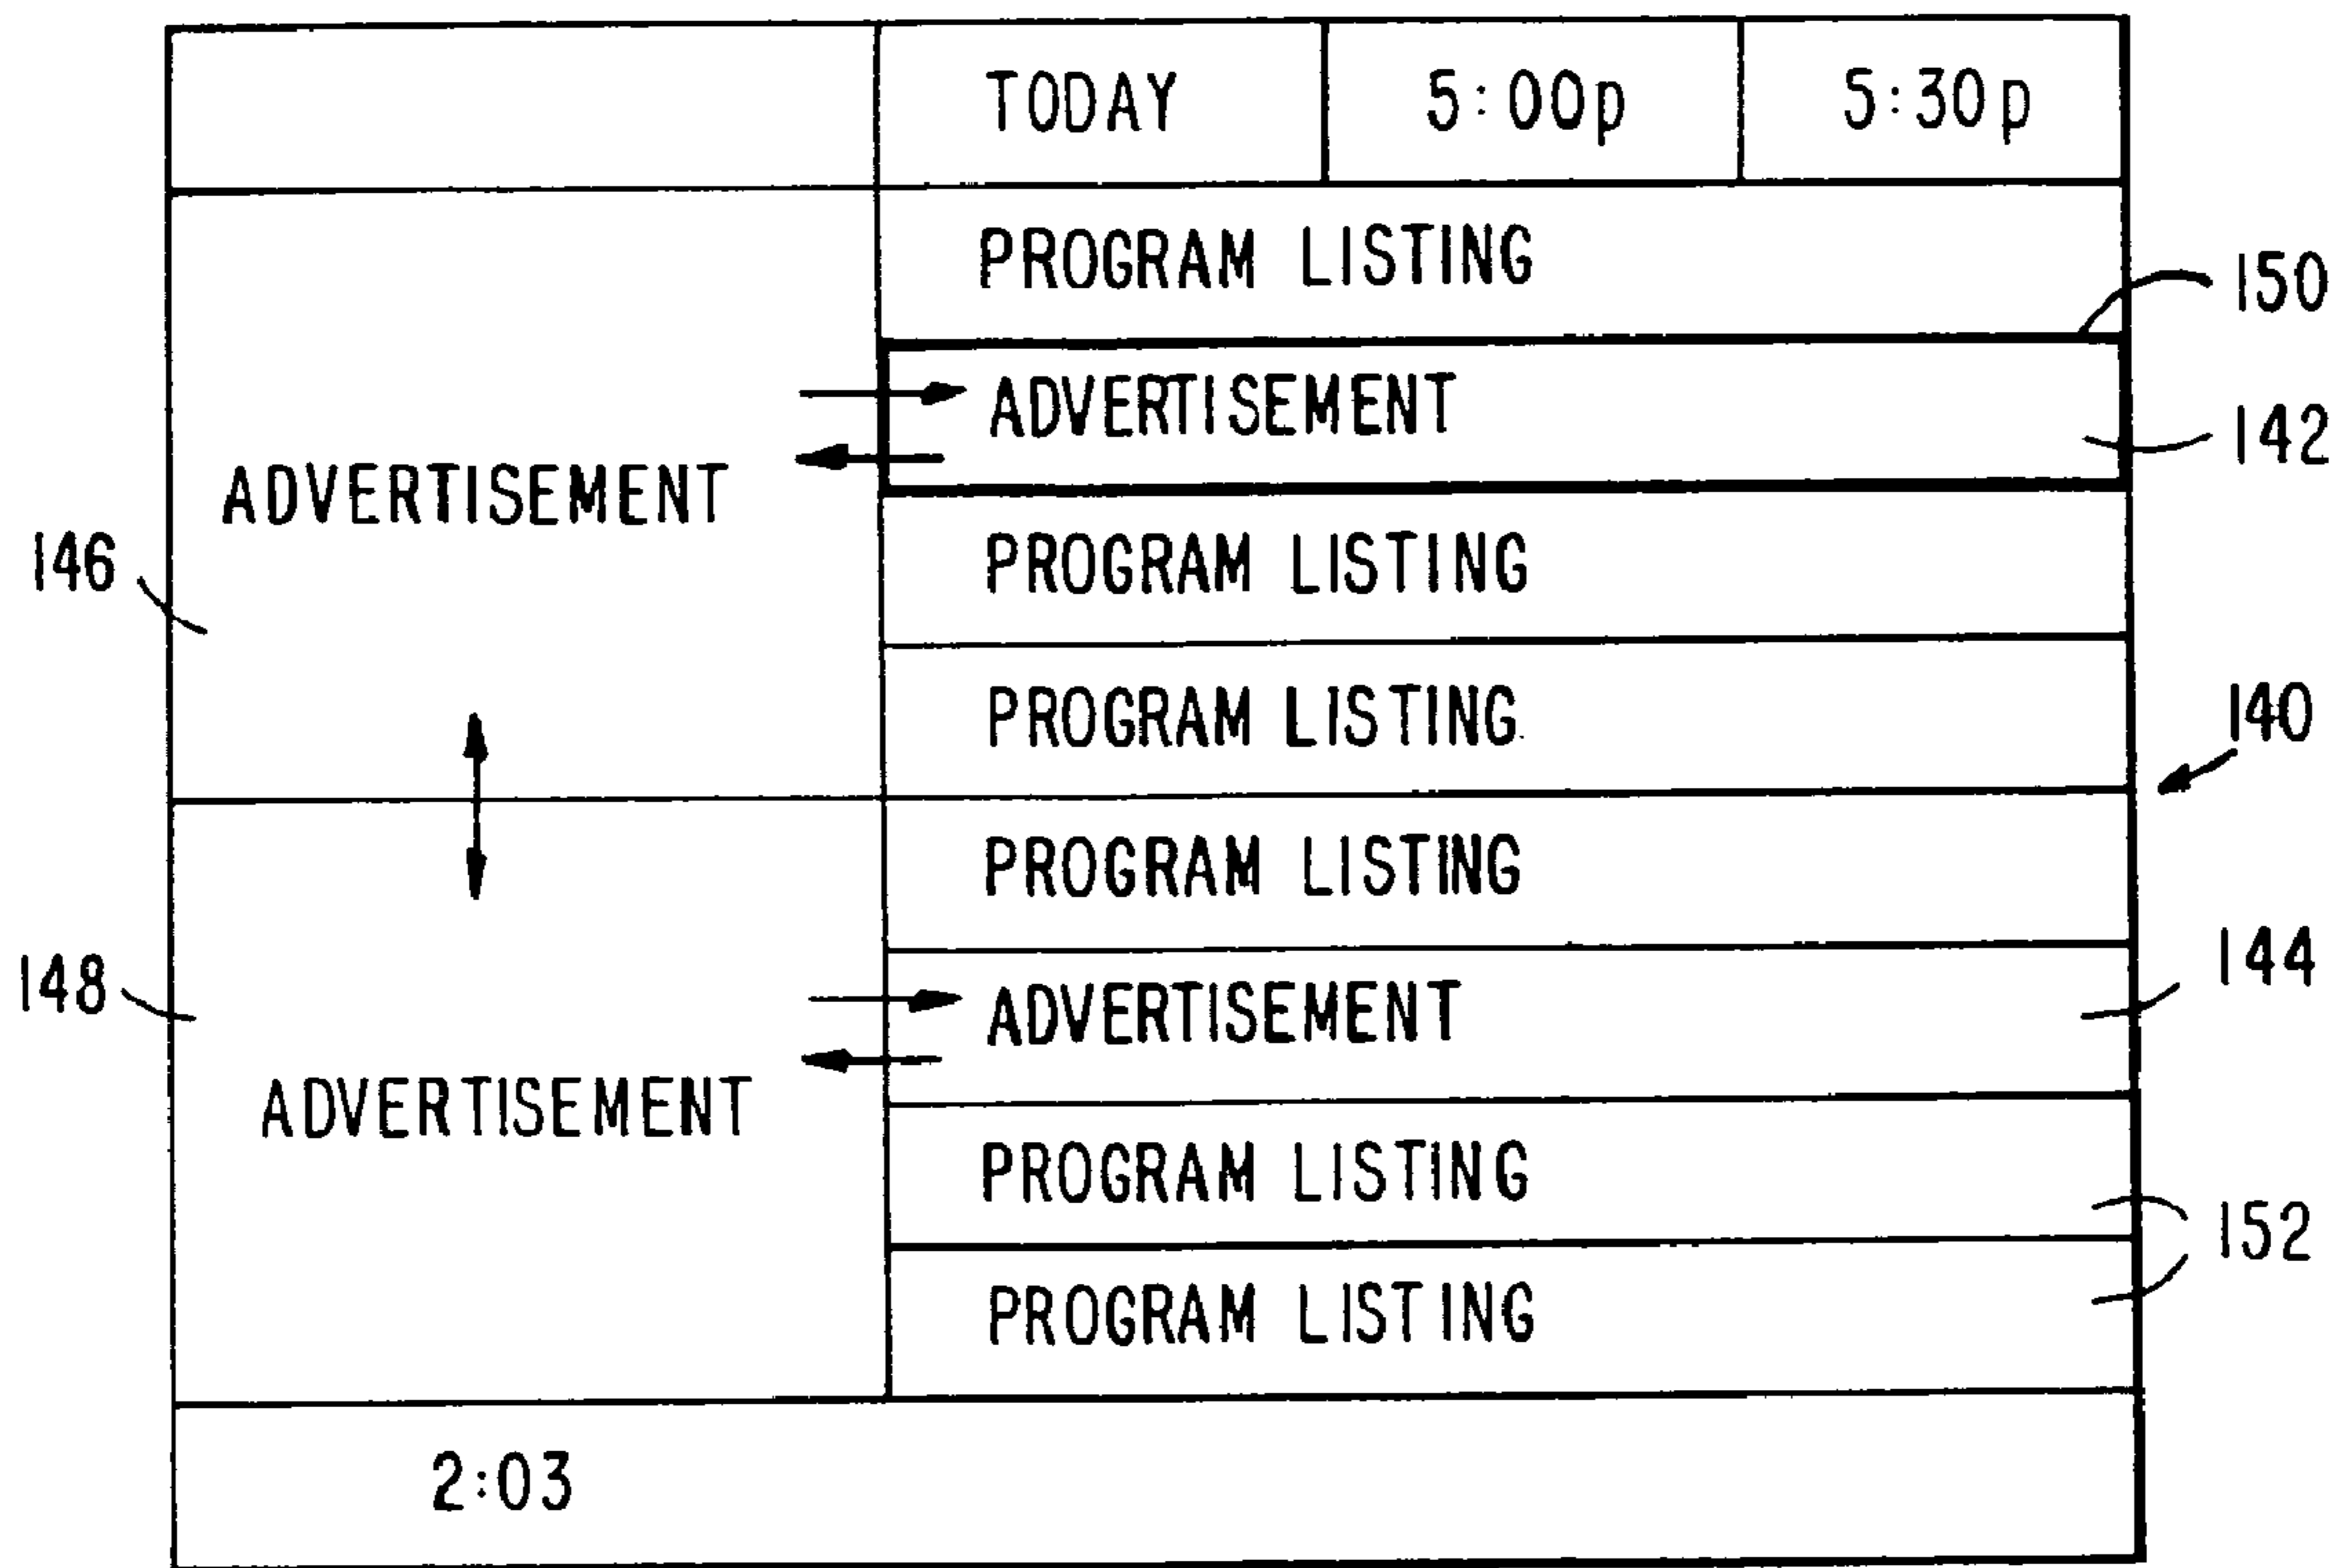 TODAY
5:00p
5:30p
PROGRAM LISTING
150
ADVERTISEMENT
142
ADVERTISEMENT
146
PROGRAM LISTING
PROGRAM LISTING
140
PROGRAM LISTING
144
148
ADVERTISEMENT
ADVERTISEMENT
PROGRAM LISTING
152
PROGRAM LISTING
2:03